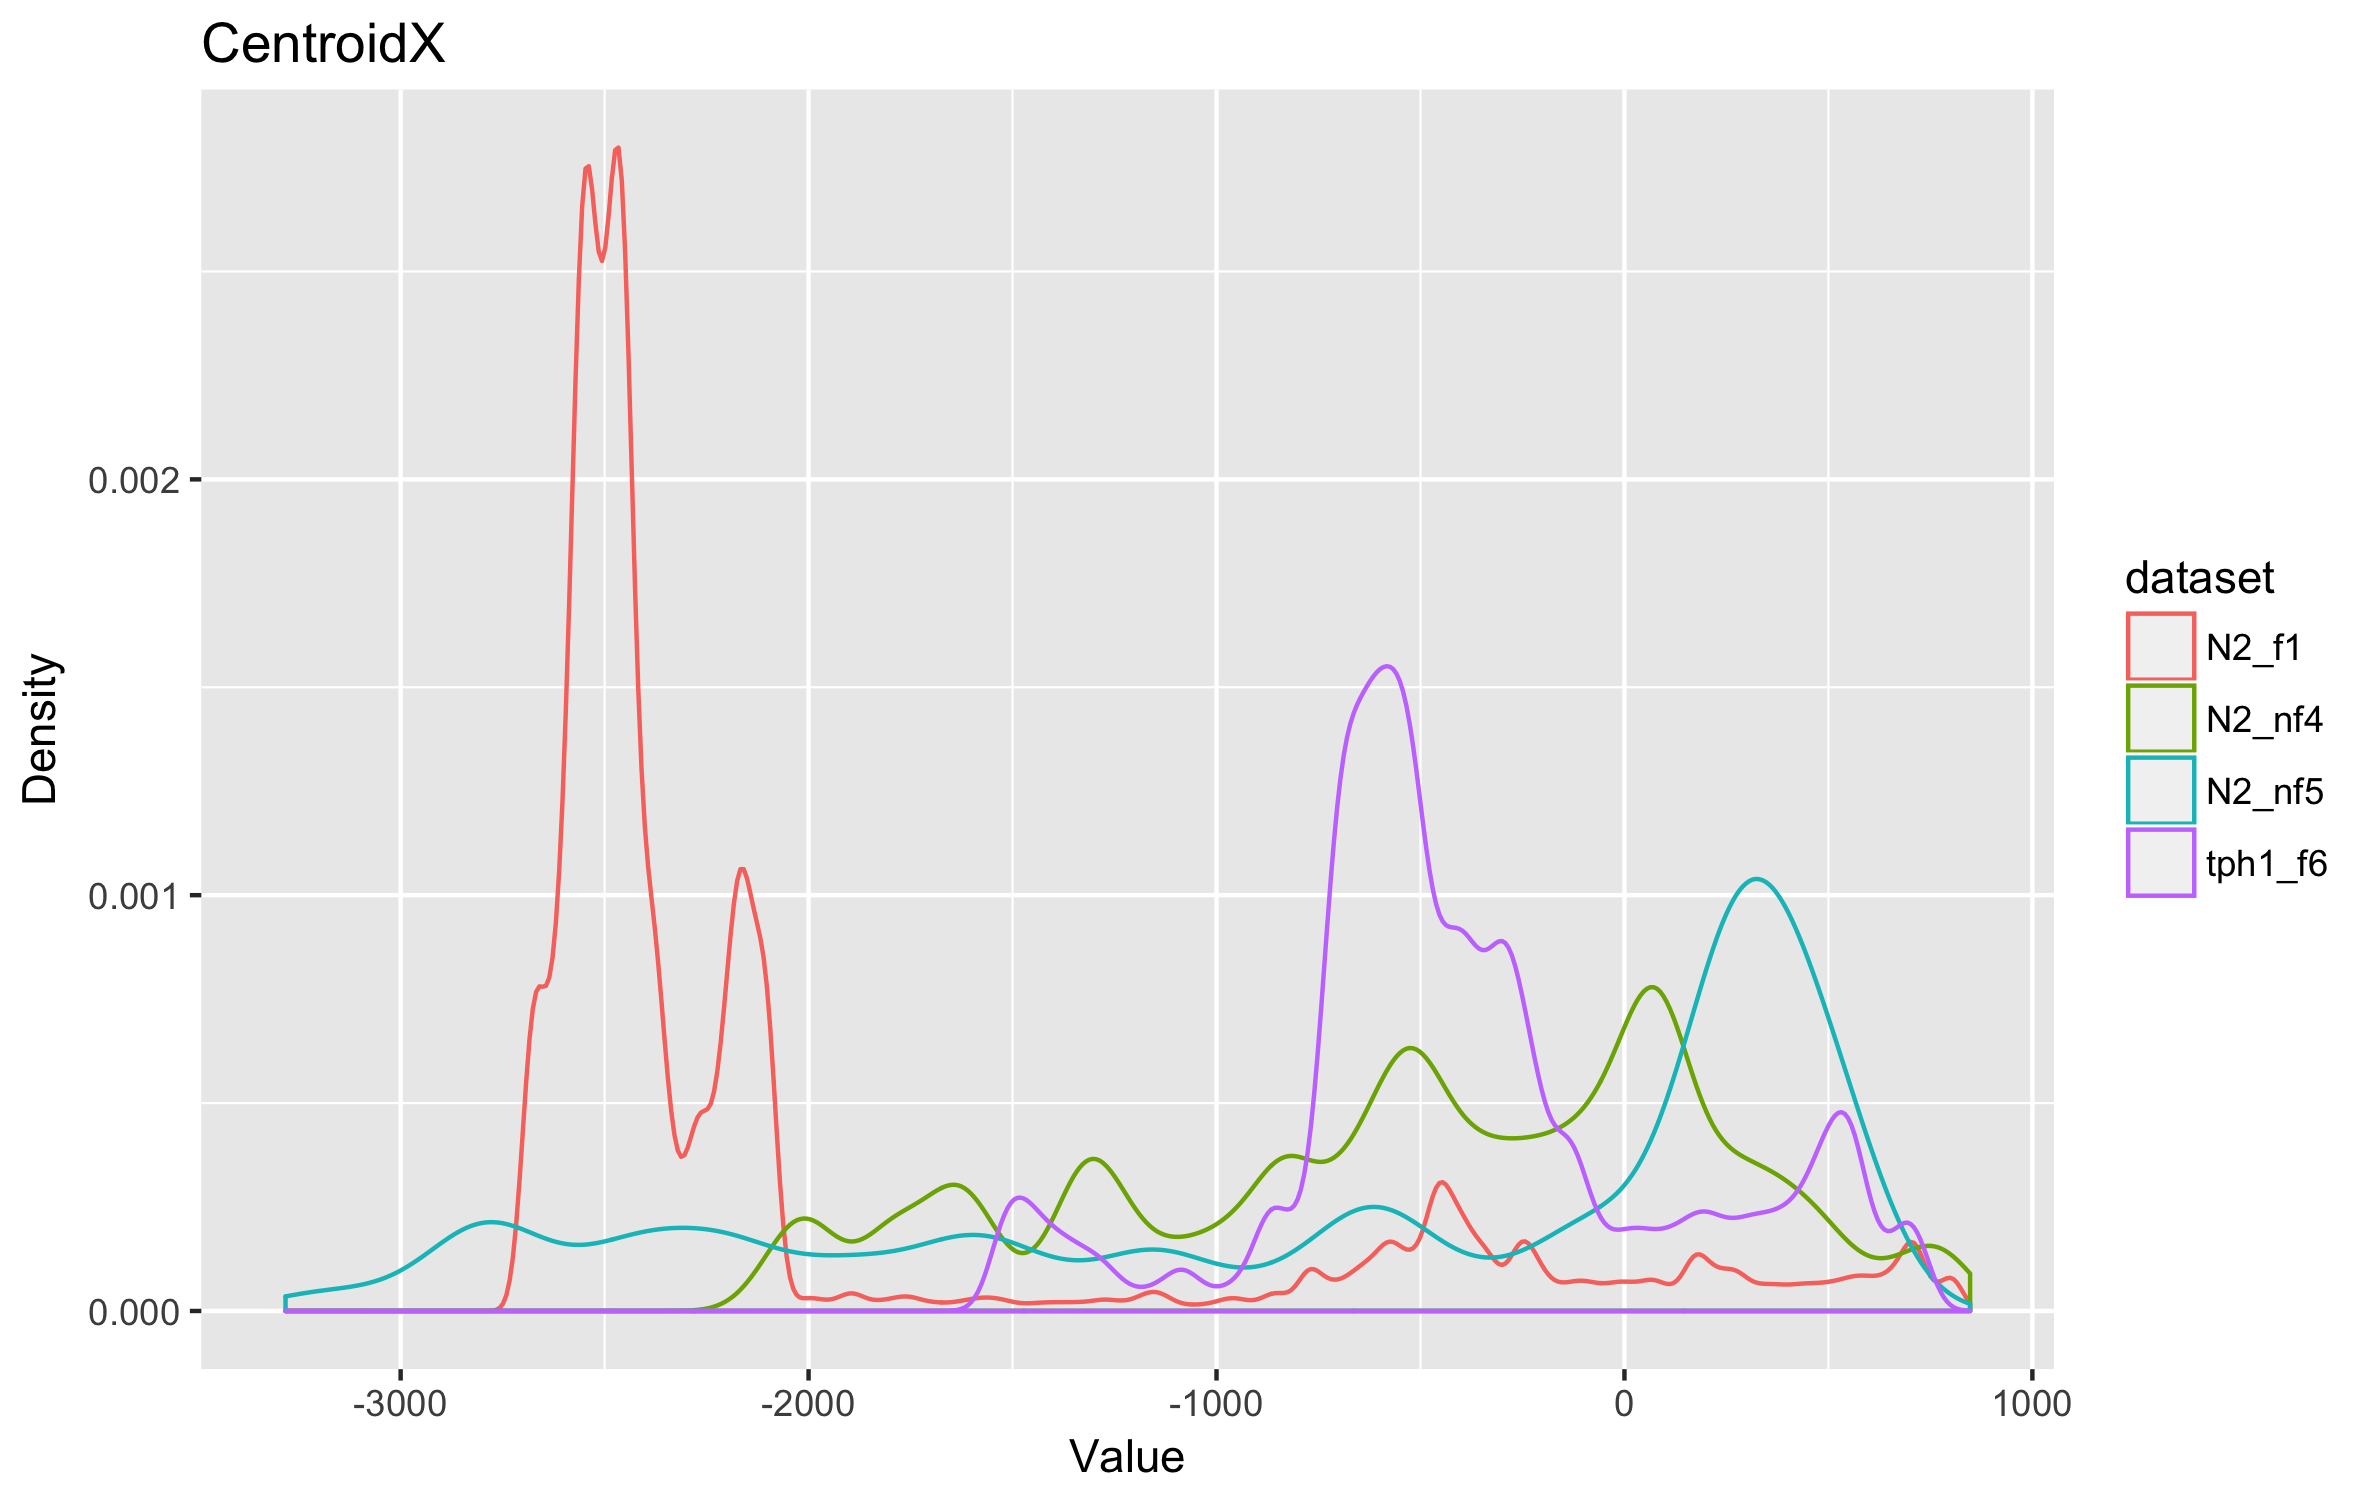 CentroidX
Density
0.002
0.001
0.000
-3000 -2000 -1000 0 1000
Value
dataset
N2_f1
N2_nf4
N2_nf5
tph1_f6